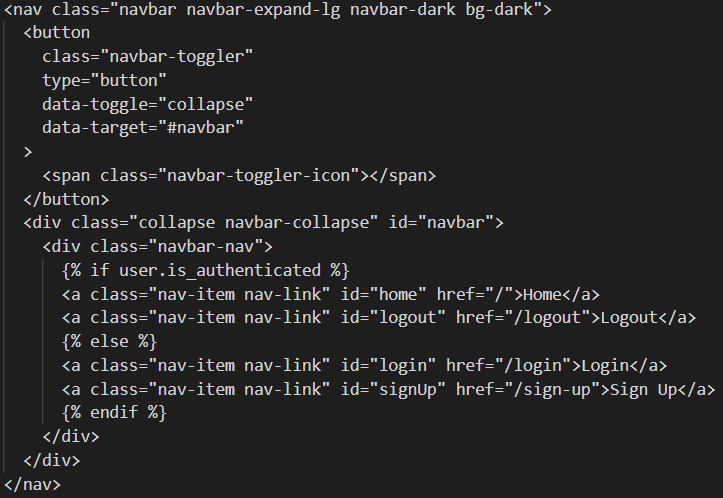 <nav class="navbar navbar-expand-lg navbar-dark bg-dark">
  <button
    class="navbar-toggler"
    type="button"
    data-toggle="collapse"
    data-target="#navbar"
  >
    <span class="navbar-toggler-icon"></span>
  </button>
  <div class="collapse navbar-collapse" id="navbar">
    <div class="navbar-nav">
      {% if user.is_authenticated %}
      <a class="nav-item nav-link" id="home" href="/">Home</a>
      <a class="nav-item nav-link" id="logout" href="/logout">Logout</a>
      {% else %}
      <a class="nav-item nav-link" id="login" href="/login">Login</a>
      <a class="nav-item nav-link" id="signUp" href="/sign-up">Sign Up</a>
      {% endif %}
    </div>
  </div>
</nav>